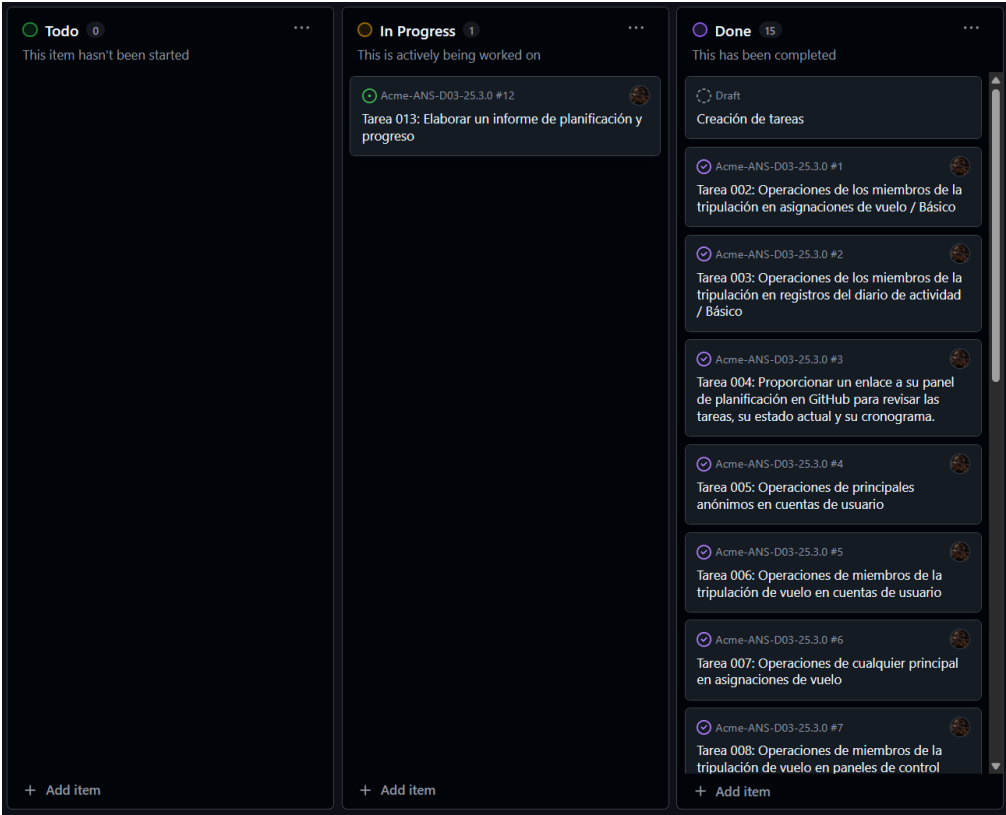 Todo 0
This item hasn't been started
+ Add item
In Progress 1
This is actively being worked on
Acme-ANS-D03-25.3.0 #12
Tarea 013: Elaborar un informe de planificación y
progreso
+ Add item
Done 15
This has been completed
Draft
Creación de tareas
Acme-ANS-D03-25.3.0 #1
Tarea 002: Operaciones de los miembros de la
tripulación en asignaciones de vuelo / Básico
Acme-ANS-D03-25.3.0 #2
Tarea 003: Operaciones de los miembros de la
tripulación en registros del diario de actividad
/ Básico
Acme-ANS-D03-25.3.0 #3
Tarea 004: Proporcionar un enlace a su panel
de planificación en GitHub para revisar las
tareas, su estado actual y su cronograma.
Acme-ANS-D03-25.3.0 #4
Tarea 005: Operaciones de principales
anónimos en cuentas de usuario
Acme-ANS-D03-25.3.0 #5
Tarea 006: Operaciones de miembros de la
tripulación de vuelo en cuentas de usuario
Acme-ANS-D03-25.3.0 #6
Tarea 007: Operaciones de cualquier principal
en asignaciones de vuelo
Acme-ANS-D03-25.3.0 #7
Tarea 008: Operaciones de miembros de la
tripulación de vuelo en paneles de control
+ Add item